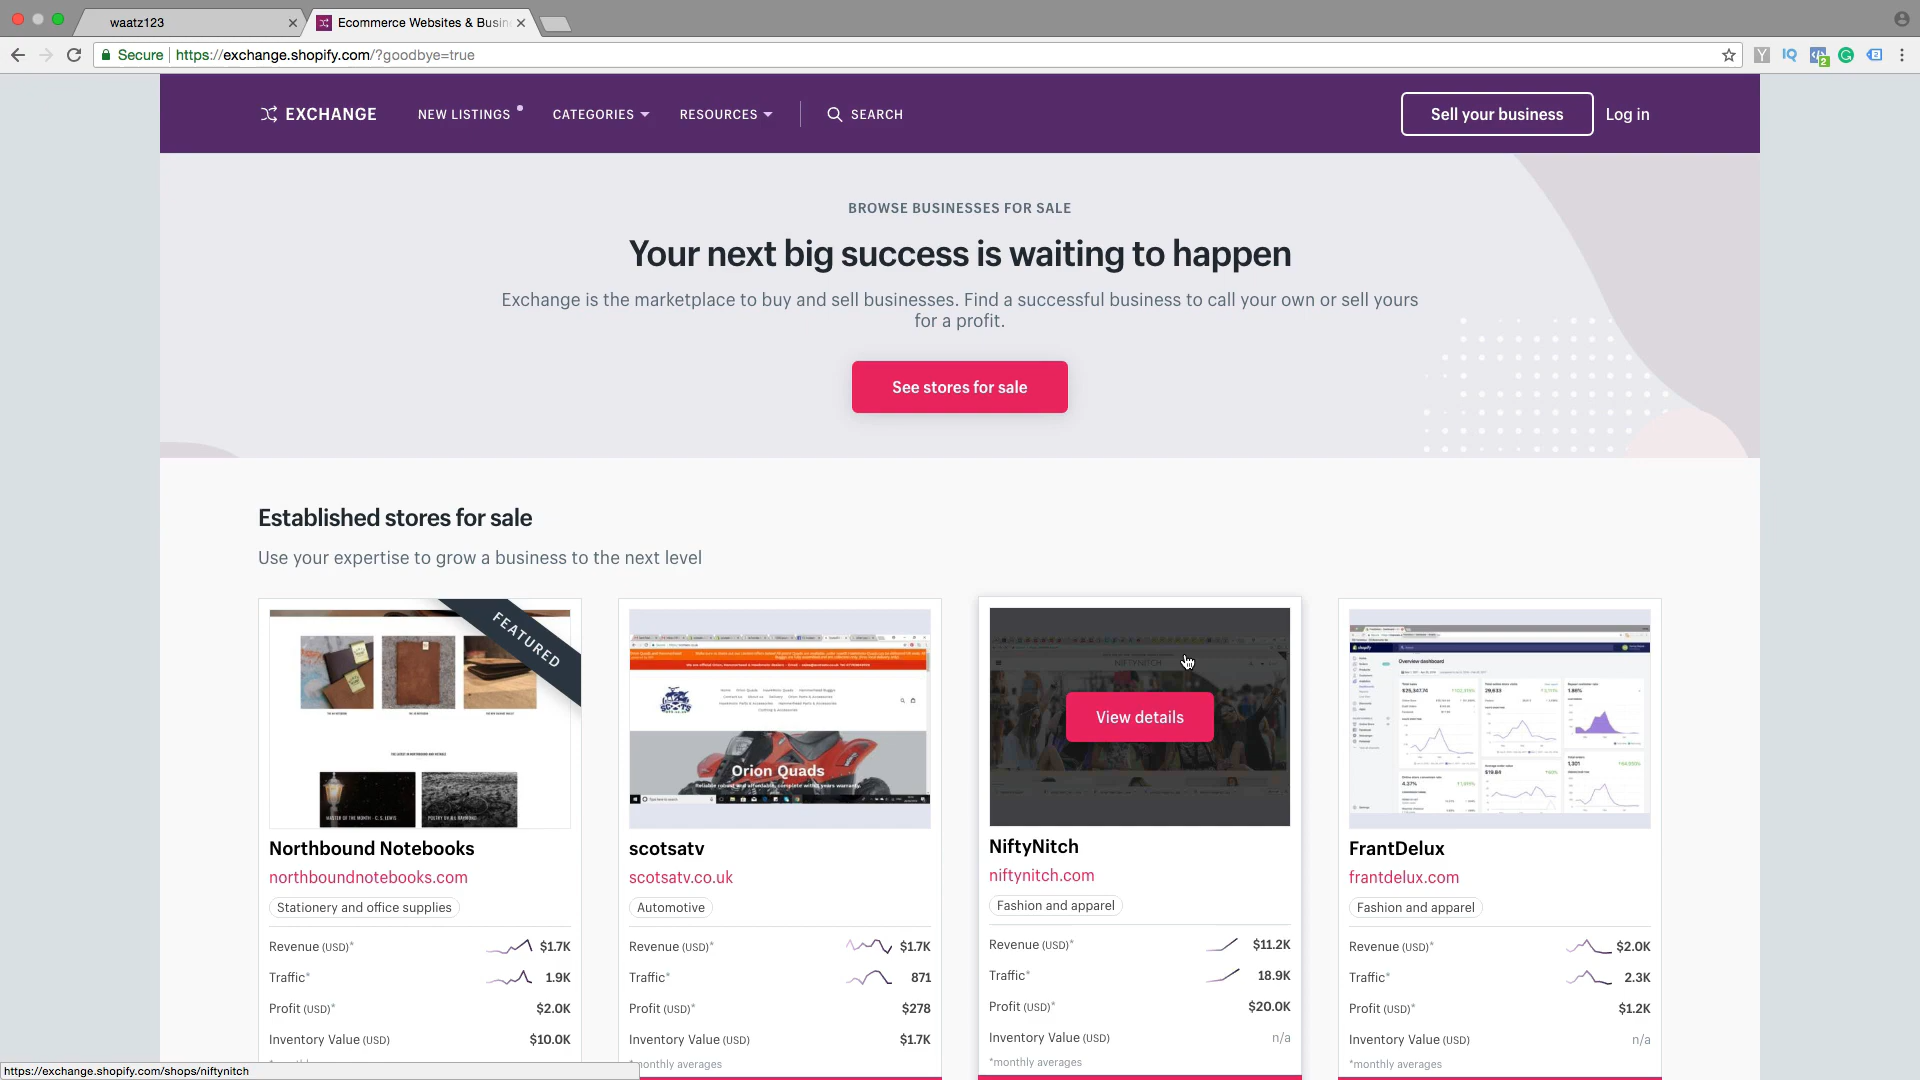 waatz123
Ecommerce Websites & Busin
Secure
https://exchange.shopify.com/?goodbye=true
EXCHANGE
NEW LISTINGS
CATEGORIES
RESOURCES
SEARCH
Sell your business
Log in
BROWSE BUSINESSES FOR SALE
Your next big success is waiting to happen
Exchange is the marketplace to buy and sell businesses. Find a successful business to call your own or sell yours
for a profit.
See stores for sale
Established stores for sale
Use your expertise to grow a business to the next level
FEATURED
Northbound Notebooks
northboundnotebooks.com
Stationery and office supplies
Revenue (USD)* $1.7K
Traffic* 1.9K
Profit (USD)* $2.0K
Inventory Value (USD) $10.0K
Orion Quads
scotsatv
scotsatv.co.uk
Automotive
Revenue (USD)* $1.7K
Traffic* 871
Profit (USD)* $278
Inventory Value (USD) $1.7K
monthly averages
NIFTYNITCH
View details
NiftyNitch
niftynitch.com
Fashion and apparel
Revenue (USD)* $11.2K
Traffic* 18.9K
Profit (USD)* $20.0K
Inventory Value (USD) n/a
*monthly averages
Overview dashboard
FrantDelux
frantdelux.com
Fashion and apparel
Revenue (USD)* $2.0K
Traffic* 2.3K
Profit (USD)* $1.2K
Inventory Value (USD) n/a
*monthly averages
https://exchange.shopify.com/shops/niftynitch